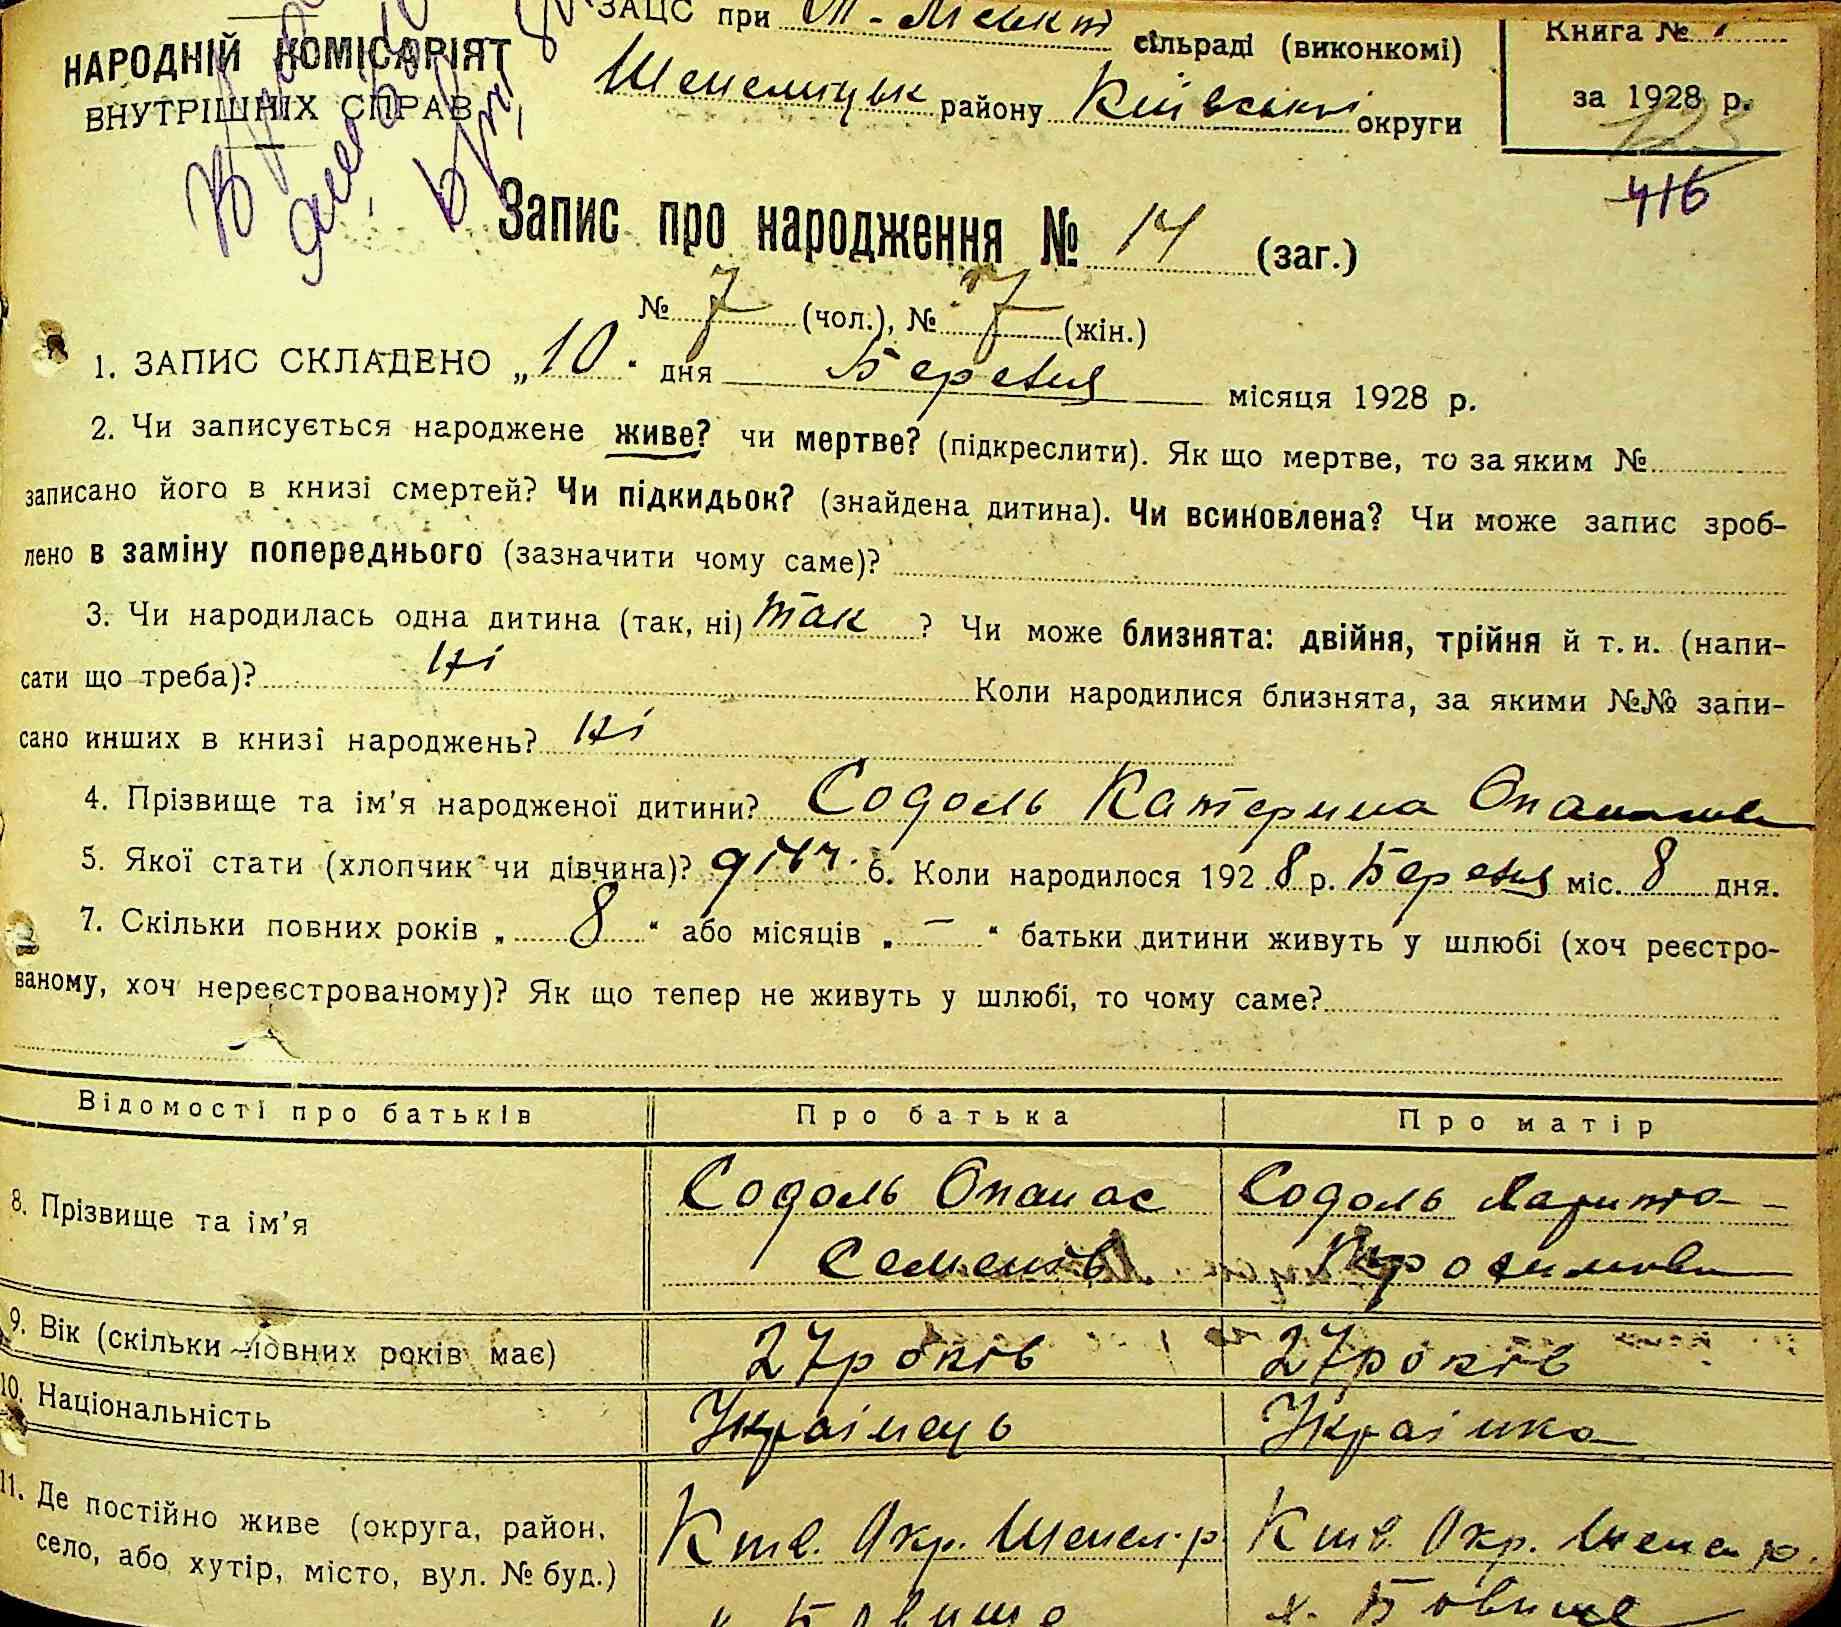 НАРОДНІЙ КОМІСАРІЯТ
ВНУТРІШНІХ СПРАВ
ЗАЦС при сільраді (виконкомі)
району Київської округи
Книга №
за 1928 р.
123
416
Запис про народження № 14 (заг.)
№ 7 (чол.), № 7 (жін.)
1. ЗАПИС СКЛАДЕНО „10" дня Березня місяця 1928 р.
2. Чи записується народжене живе? чи мертве? (підкреслити). Як що мертве, то за яким №
записано його в книзі смертей? Чи підкидьок? (знайдена дитина). Чи всиновлена? Чи може запис зроб-
лено в заміну попереднього (зазначити чому саме)?
3. Чи народилась одна дитина (так, ні) так ? Чи може близнята: двійня, трійня й т. и. (напи-
сати що треба)? ні Коли народилися близнята, за якими №№ запи-
сано инших в книзі народжень? ні
4. Прізвище та ім'я народженої дитини? Содоль Катерина
5. Якої стати (хлопчик чи дівчина)? дівч. 6. Коли народилося 1928 р. Березня міс. 8 дня.
7. Скільки повних років „ 8 " або місяців „ — " батьки дитини живуть у шлюбі (хоч реєстро-
ваному, хоч нереєстрованому)? Як що тепер не живуть у шлюбі, то чому саме?
Відомості про батьків Про батька Про матір
8. Прізвище та ім'я Содоль Опанас Содоль
Семенів
9. Вік (скільки повних років має) 27 років 27 років
10. Національність Українець Українка
11. Де постійно живе (округа, район,
село, або хутір, місто, вул. № буд.)
Окр. Шепел. р. Окр. р.
х.